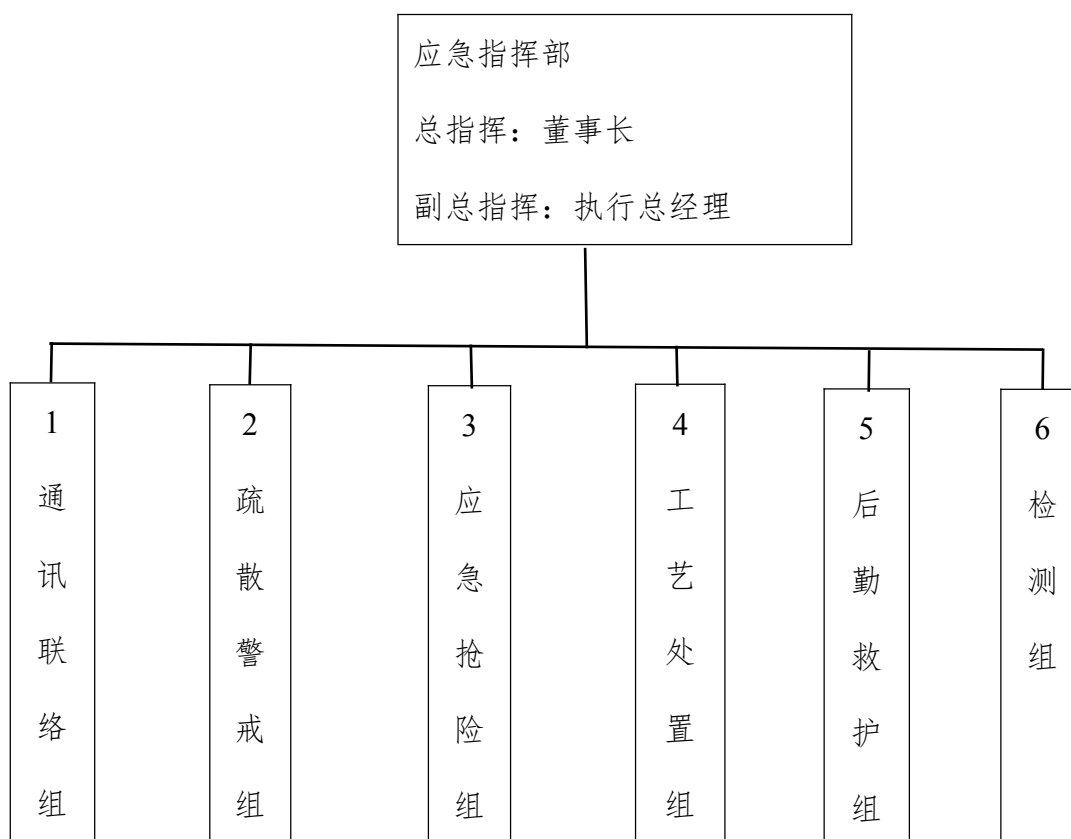 应急指挥部
总指挥：董事长
副总指挥：执行总经理
1
通讯联络组
2
疏散警戒组
3
应急抢险组
4
工艺处置组
5
后勤救护组
6
检测组